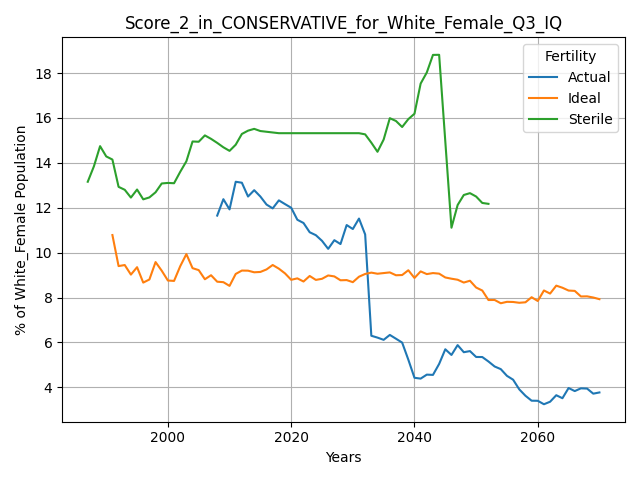 Score_2_in_CONSERVATIVE_for_White_Female_Q3_IQ
% of White_Female Population
18
16
14
12
10
8
6
4
Fertility
Actual
Ideal
Sterile
2000
2020
2040
2060
Years